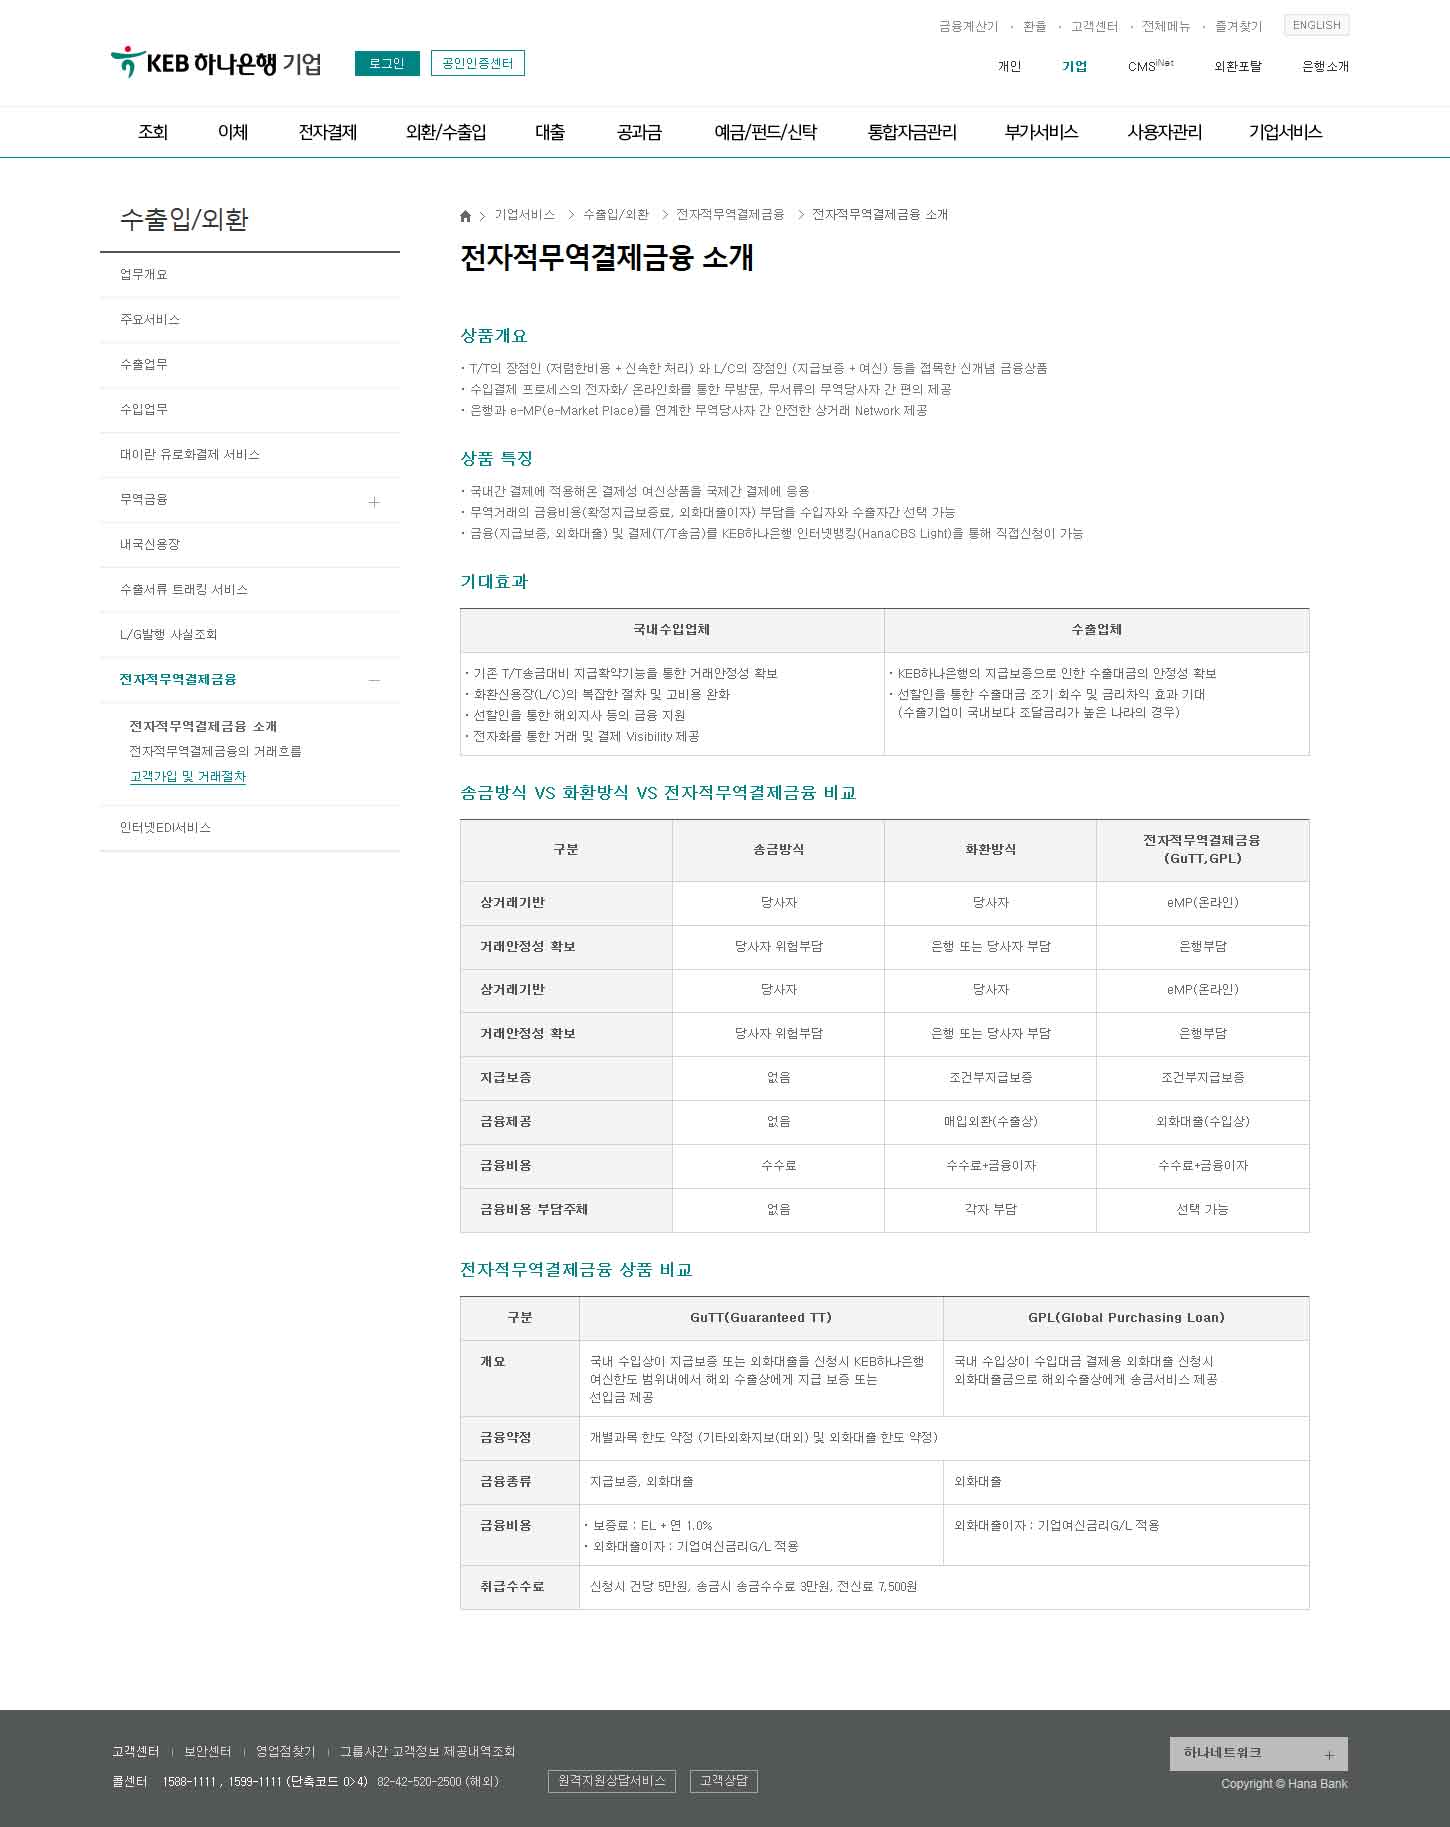 금융계산기 · 환율 · 고객센터 · 전체메뉴 · 즐겨찾기 ENGLISH
KEB 하나은행 기업 로그인 공인인증센터
개인 기업 CMSiNet 외환포탈 은행소개
조회 이체 전자결제 외환/수출입 대출 공과금 예금/펀드/신탁 통합자금관리 부가서비스 사용자관리 기업서비스
수출입/외환
업무개요
주요서비스
수출업무
수입업무
대이란 유로화결제 서비스
무역금융
내국신용장
수출서류 트래킹 서비스
L/G발행 사실조회
전자적무역결제금융
전자적무역결제금융 소개
전자적무역결제금융의 거래흐름
고객가입 및 거래절차
인터넷EDI서비스
기업서비스 > 수출입/외환 > 전자적무역결제금융 > 전자적무역결제금융 소개
전자적무역결제금융 소개
상품개요
· T/T의 장점인 (저렴한비용 + 신속한 처리) 와 L/C의 장점인 (지급보증 + 여신) 등을 접목한 신개념 금융상품
· 수입결제 프로세스의 전자화/ 온라인화를 통한 무방문, 무서류의 무역당사자 간 편의 제공
· 은행과 e-MP(e-Market Place)를 연계한 무역당사자 간 안전한 상거래 Network 제공
상품 특징
· 국내간 결제에 적용해온 결제성 여신상품을 국제간 결제에 응용
· 무역거래의 금융비용(확정지급보증료, 외화대출이자) 부담을 수입자와 수출자간 선택 가능
· 금융(지급보증, 외화대출) 및 결제(T/T송금)를 KEB하나은행 인터넷뱅킹(HanaCBS Light)을 통해 직접신청이 가능
기대효과
국내수입업체 수출업체
· 기존 T/T송금대비 지급확약기능을 통한 거래안정성 확보
· 화환신용장(L/C)의 복잡한 절차 및 고비용 완화
· 선할인을 통한 해외지사 등의 금융 지원
· 전자화를 통한 거래 및 결제 Visibility 제공
· KEB하나은행의 지급보증으로 인한 수출대금의 안정성 확보
· 선할인을 통한 수출대금 조기 회수 및 금리차익 효과 기대
(수출기업이 국내보다 조달금리가 높은 나라의 경우)
송금방식 VS 화환방식 VS 전자적무역결제금융 비교
구분 송금방식 화환방식 전자적무역결제금융
(GuTT,GPL)
상거래기반 당사자 당사자 eMP(온라인)
거래안정성 확보 당사자 위험부담 은행 또는 당사자 부담 은행부담
상거래기반 당사자 당사자 eMP(온라인)
거래안정성 확보 당사자 위험부담 은행 또는 당사자 부담 은행부담
지급보증 없음 조건부지급보증 조건부지급보증
금융제공 없음 매입외환(수출상) 외화대출(수입상)
금융비용 수수료 수수료+금융이자 수수료+금융이자
금융비용 부담주체 없음 각자 부담 선택 가능
전자적무역결제금융 상품 비교
구분 GuTT(Guaranteed TT) GPL(Global Purchasing Loan)
개요
국내 수입상이 지급보증 또는 외화대출을 신청시 KEB하나은행
여신한도 범위내에서 해외 수출상에게 지급 보증 또는
선입금 제공
국내 수입상이 수입대금 결제용 외화대출 신청시
외화대출금으로 해외수출상에게 송금서비스 제공
금융약정 개별과목 한도 약정 (기타외화지보(대외) 및 외화대출 한도 약정)
금융종류 지급보증, 외화대출 외화대출
금융비용 · 보증료 : EL + 연 1.0% 외화대출이자 : 기업여신금리G/L 적용
· 외화대출이자 : 기업여신금리G/L 적용
취급수수료 신청시 건당 5만원, 송금시 송금수수료 3만원, 전신료 7,500원
고객센터 보안센터 영업점찾기 그룹사간 고객정보 제공내역조회 하나네트워크
콜센터 1588-1111 , 1599-1111 (단축코드 0>4) 82-42-520-2500 (해외) 원격지원상담서비스 고객상담
Copyright © Hana Bank